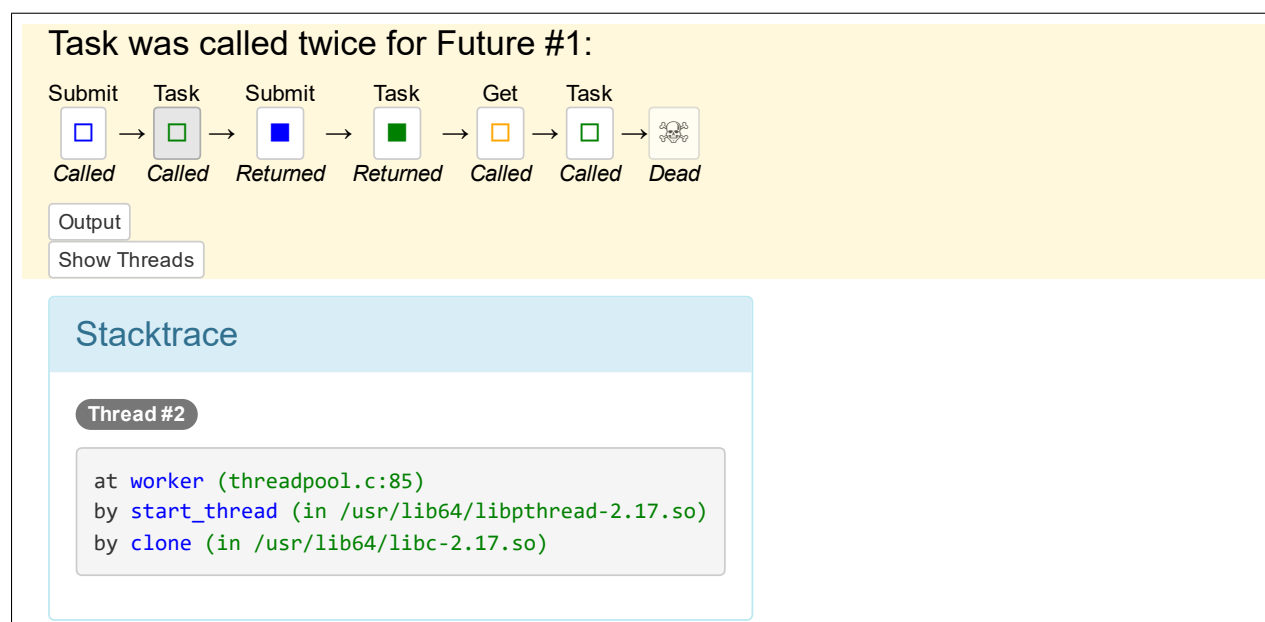 Task was called twice for Future #1:
Submit Task Submit Task Get Task
□ → □ → ■ → ■ → □ → □ → ☠
Called Called Returned Returned Called Called Dead
Output
Show Threads
Stacktrace
Thread #2
at worker (threadpool.c:85)
by start_thread (in /usr/lib64/libpthread-2.17.so)
by clone (in /usr/lib64/libc-2.17.so)